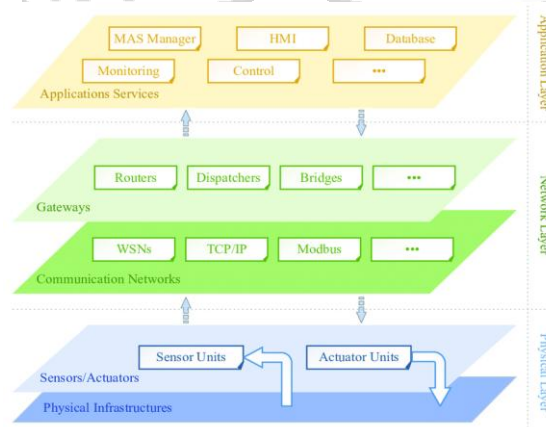 MAS Manager HMI Database
Monitoring Control •••
Applications Services
Application Layer
Routers Dispatchers Bridges •••
Gateways
WSNs TCP/IP Modbus •••
Communication Networks
Network Layer
Sensor Units Actuator Units
Sensors/Actuators
Physical Infrastructures
Physical Layer